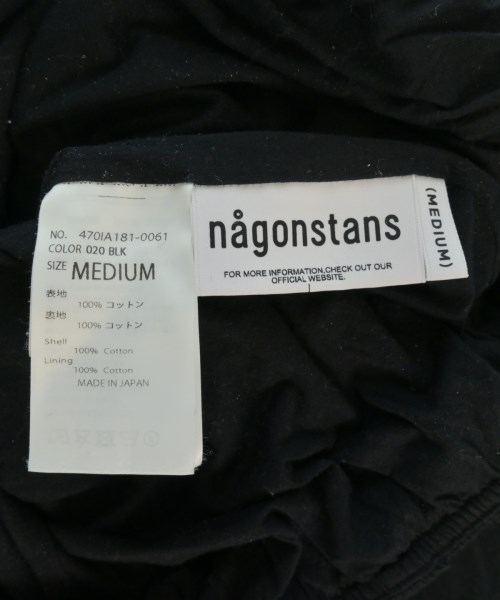 NO. 470IA181-0061
COLOR 020 BLK
SIZE MEDIUM
表地
100% コットン
裏地
100% コットン
Shell
100% Cotton
Lining
100% Cotton
MADE IN JAPAN
någonstans
FOR MORE INFORMATION,CHECK OUT OUR
OFFICIAL WEBSITE.
(MEDIUM)